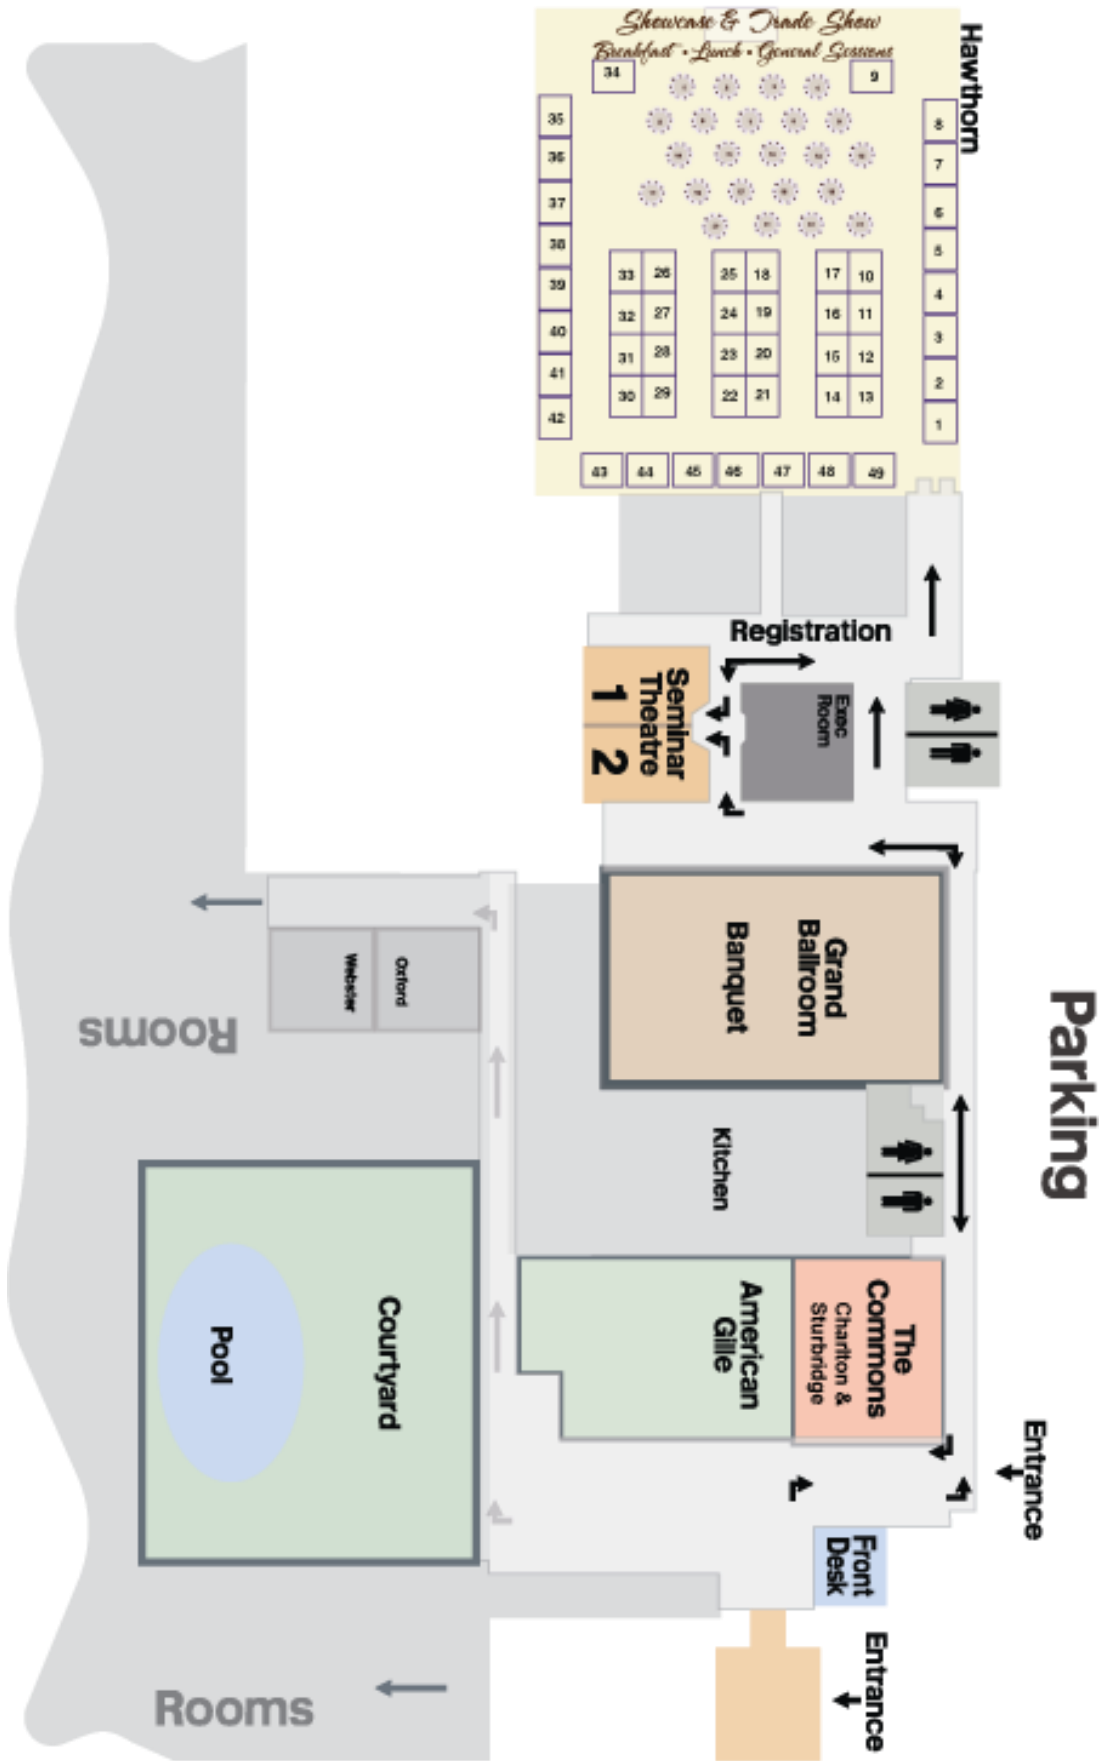 Showcase & Trade Show
Breakfast • Lunch • General Sessions
Hawthorn
34
9
35
36
37
38
39
40
41
42
8
7
6
5
4
3
2
1
33 26
32 27
31 28
30 29
25 18
24 19
23 20
22 21
17 10
16 11
15 12
14 13
43 44 45 46 47 48 49
Registration
Seminar
Theatre
1
2
Exec
Room
Grand
Ballroom
Banquet
Parking
Oxford
Webster
Rooms
Kitchen
The
Commons
Charlton &
Sturbridge
American
Gille
Courtyard
Pool
Entrance
Front
Desk
Entrance
Rooms